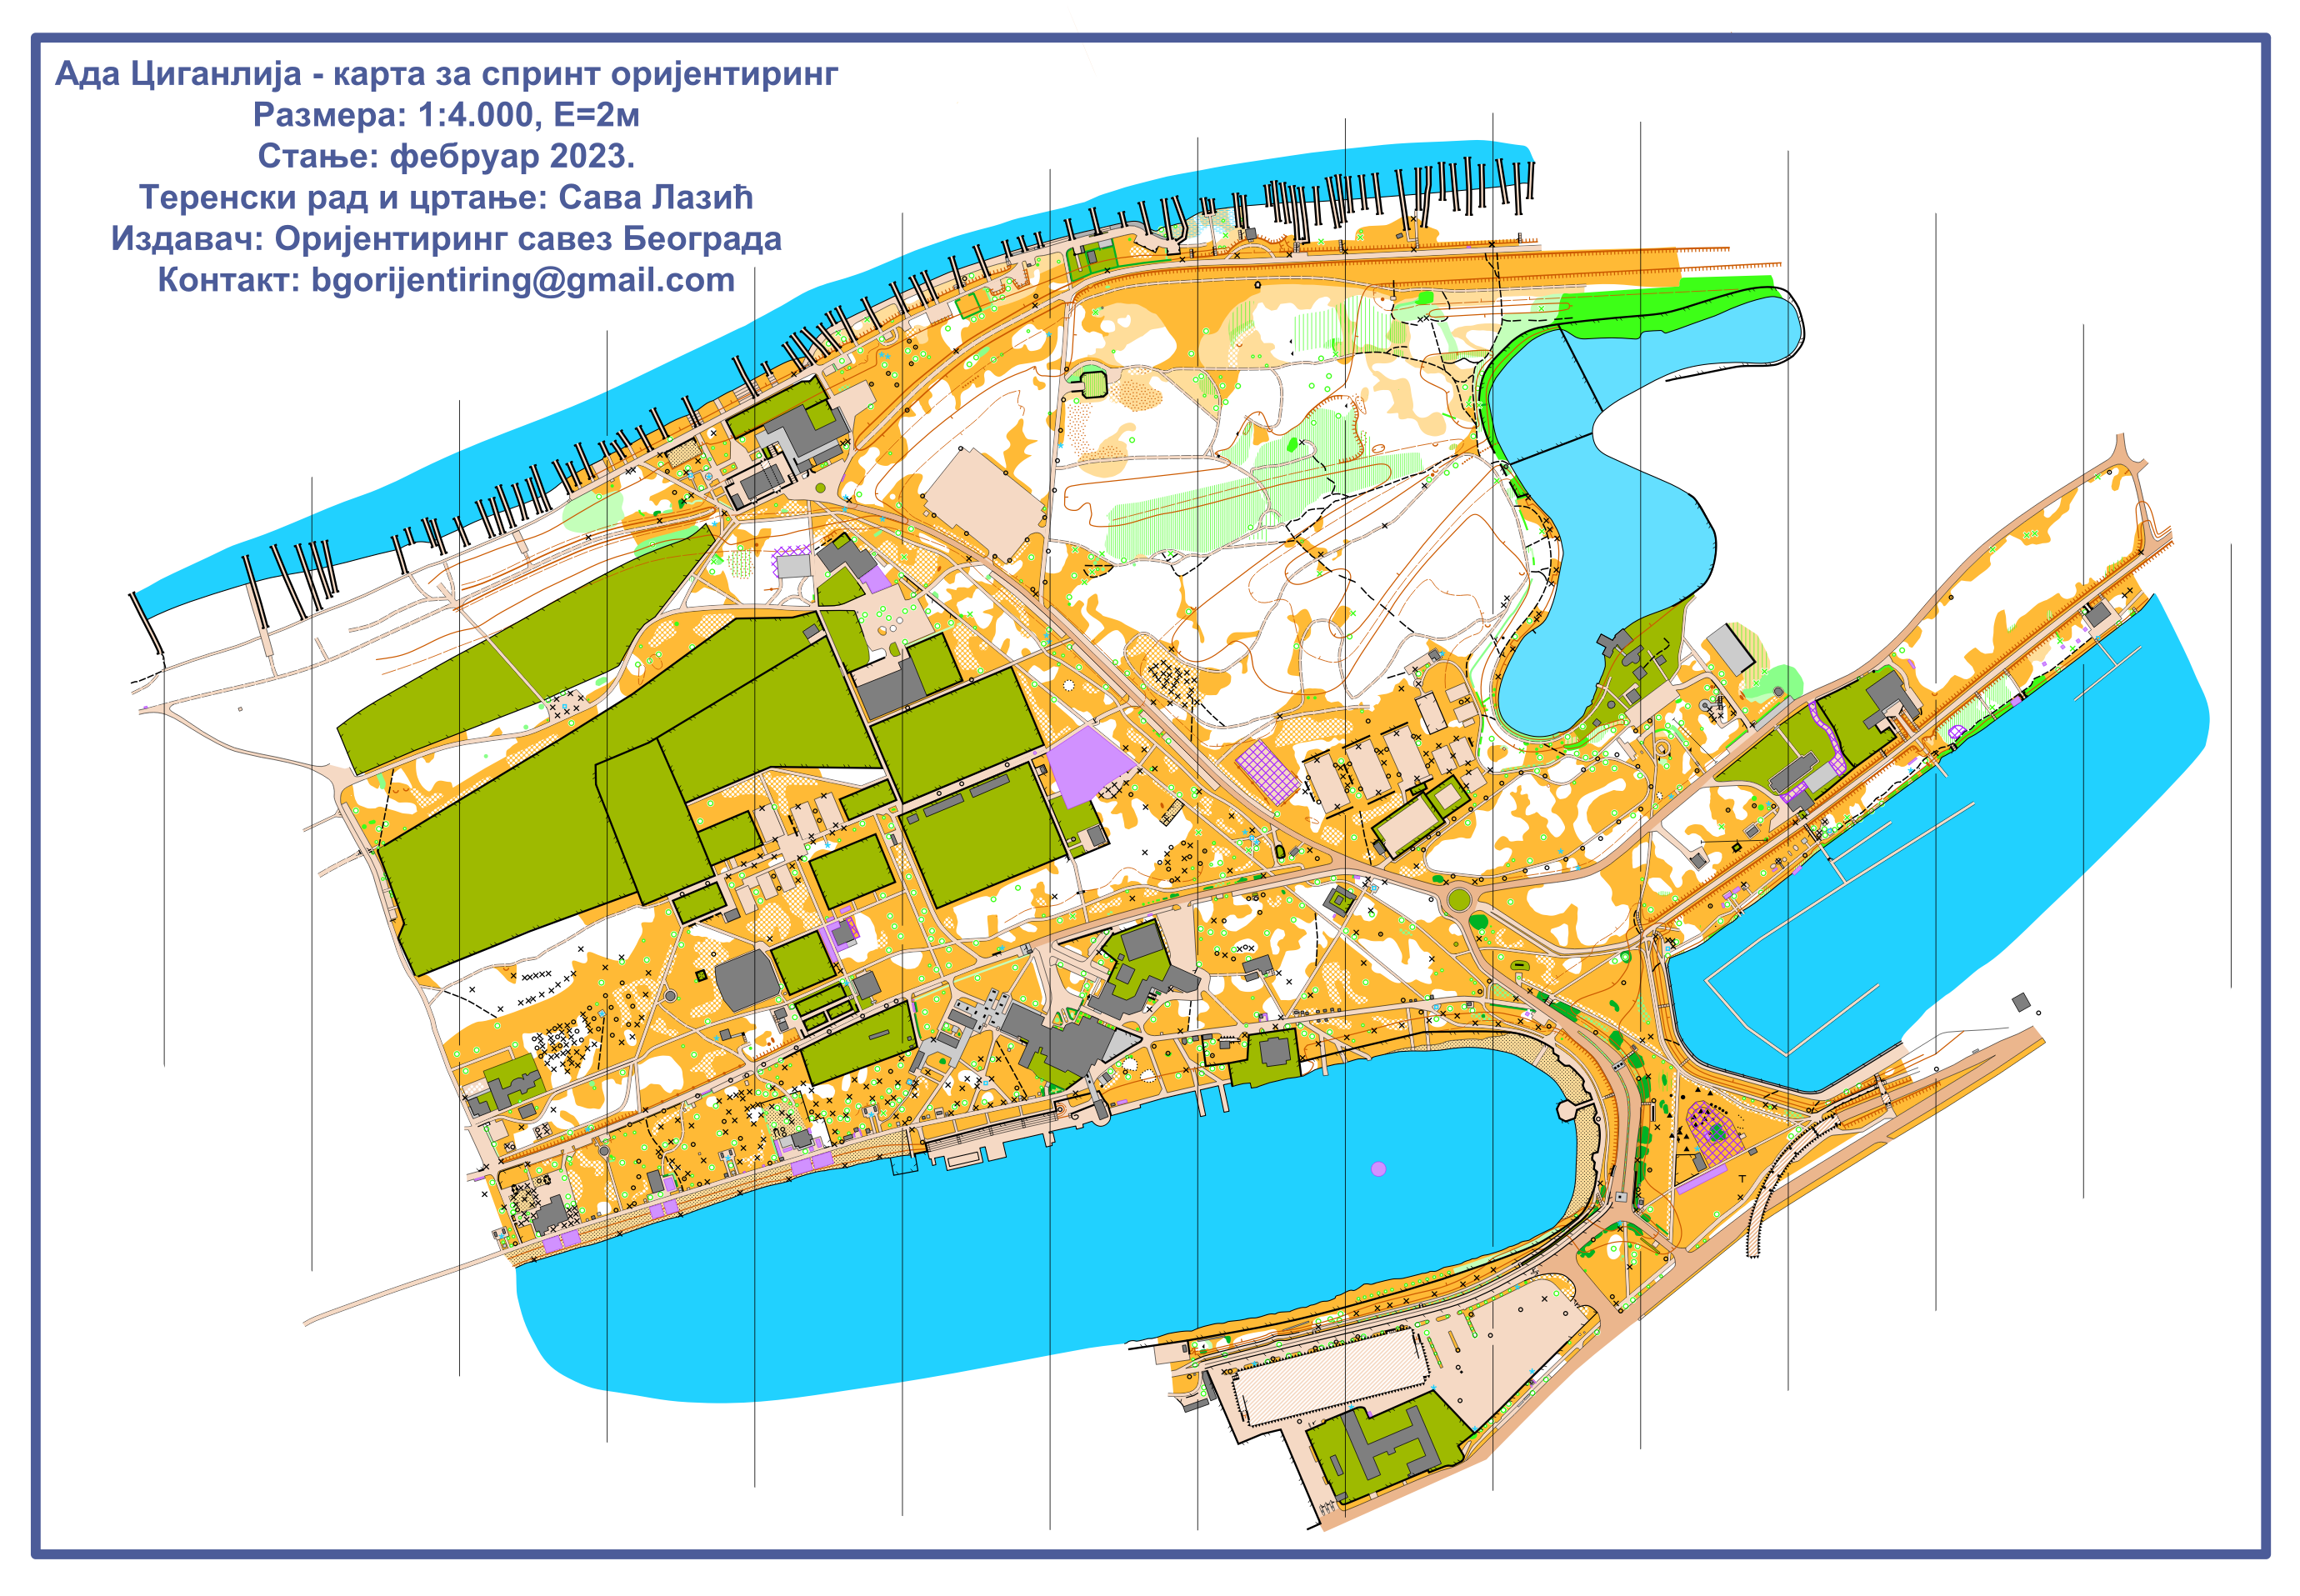 Ада Циганлија - карта за спринт оријентиринг
Размера: 1:4.000, Е=2м
Стање: фебруар 2023.
Теренски рад и цртање: Сава Лазић
Издавач: Оријентиринг савез Београда
Контакт: bgorijentiring@gmail.com